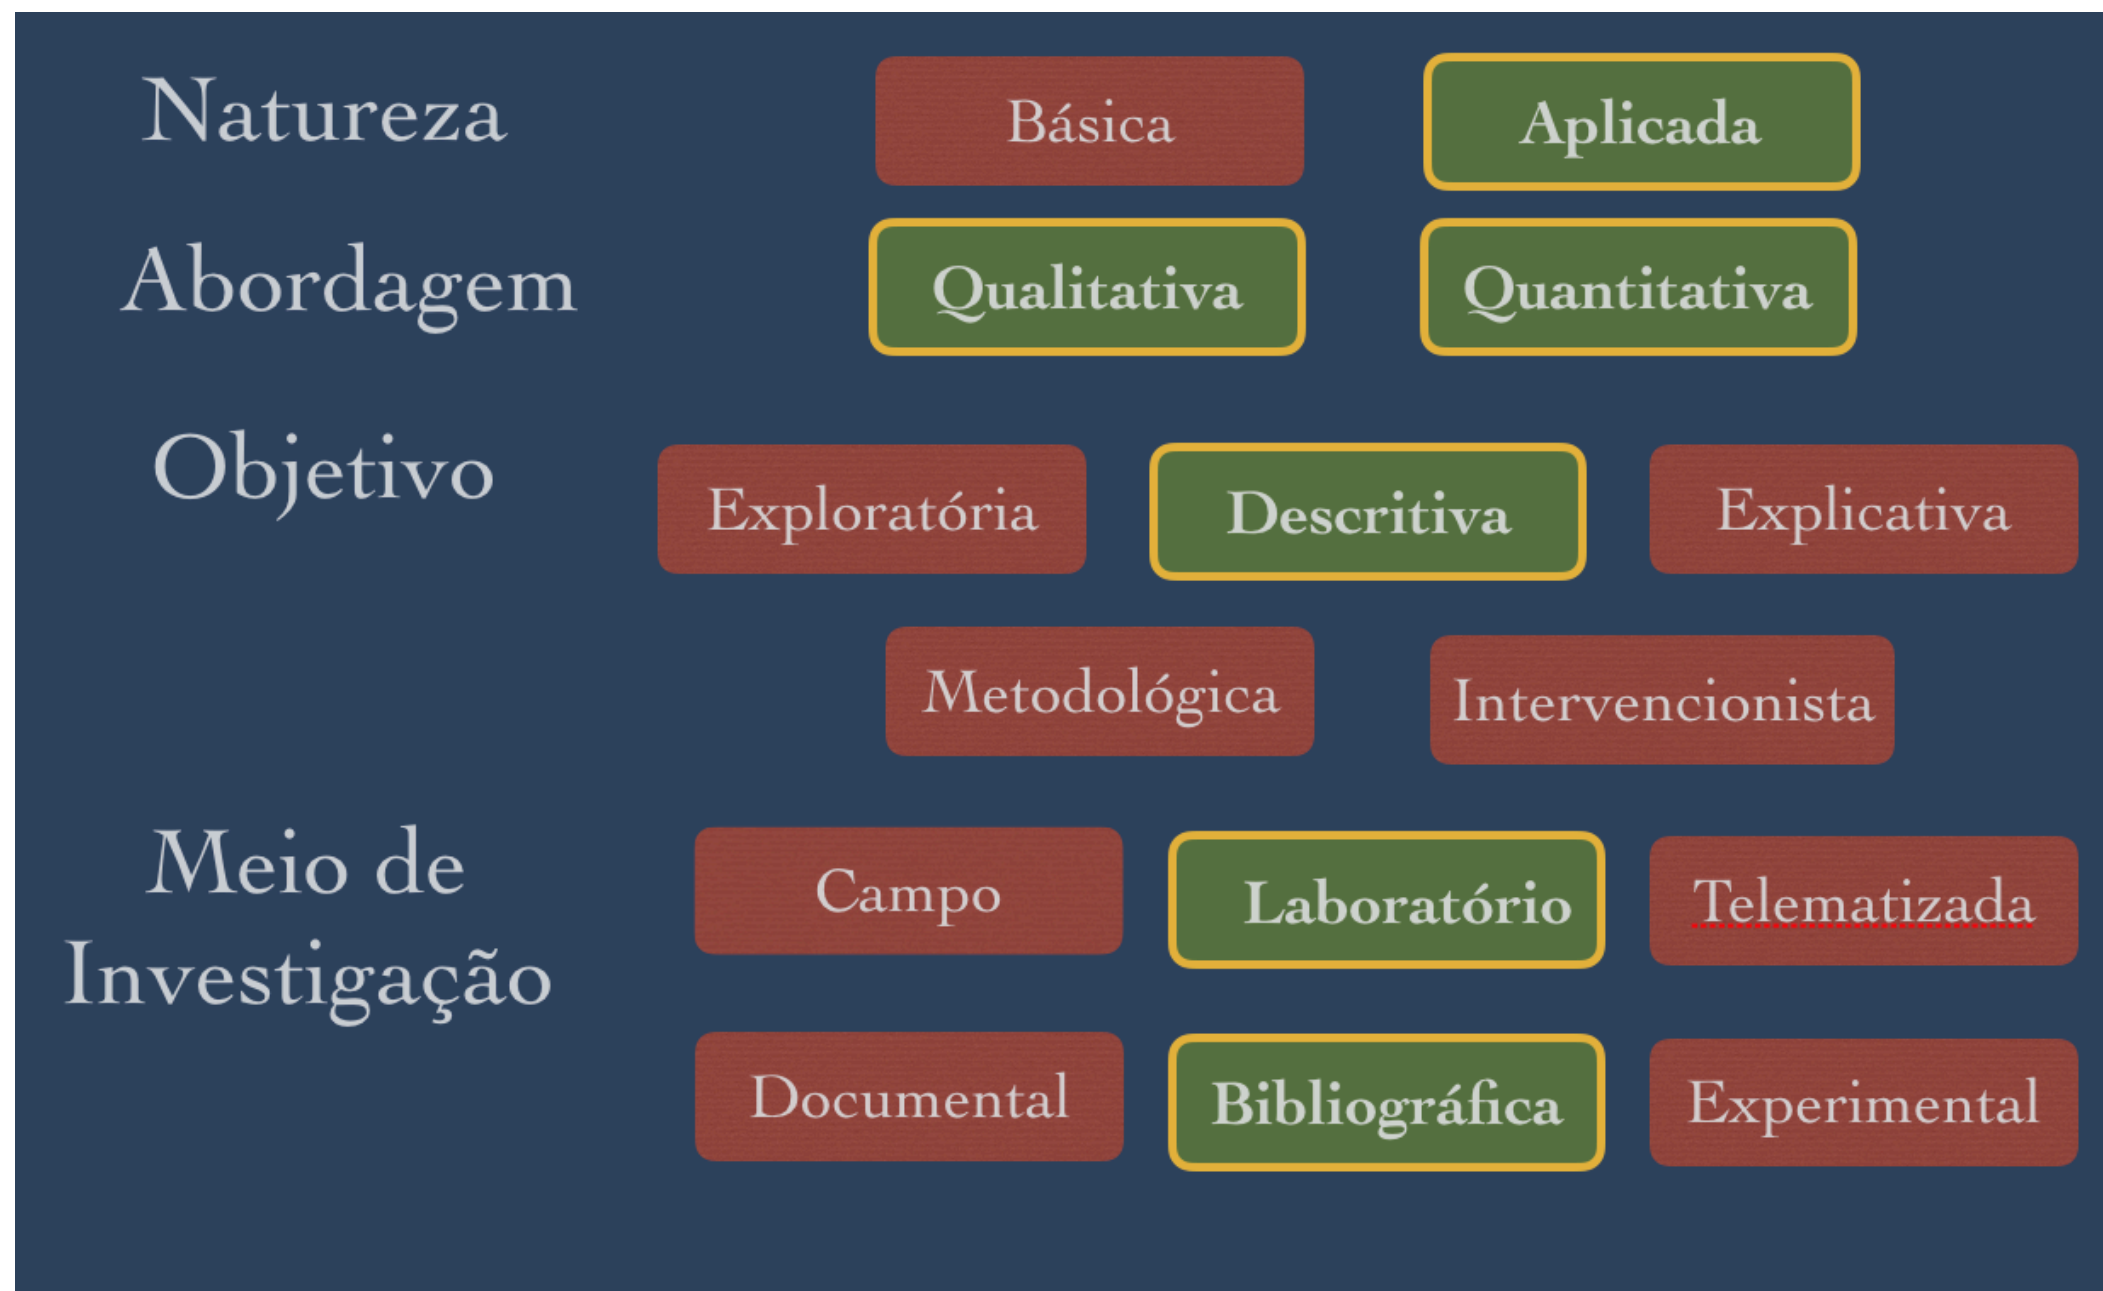 Natureza
Básica
Aplicada
Abordagem
Qualitativa
Quantitativa
Objetivo
Exploratória
Descritiva
Explicativa
Metodológica
Intervencionista
Meio de
Investigação
Campo
Laboratório
Telematizada
Documental
Bibliográfica
Experimental